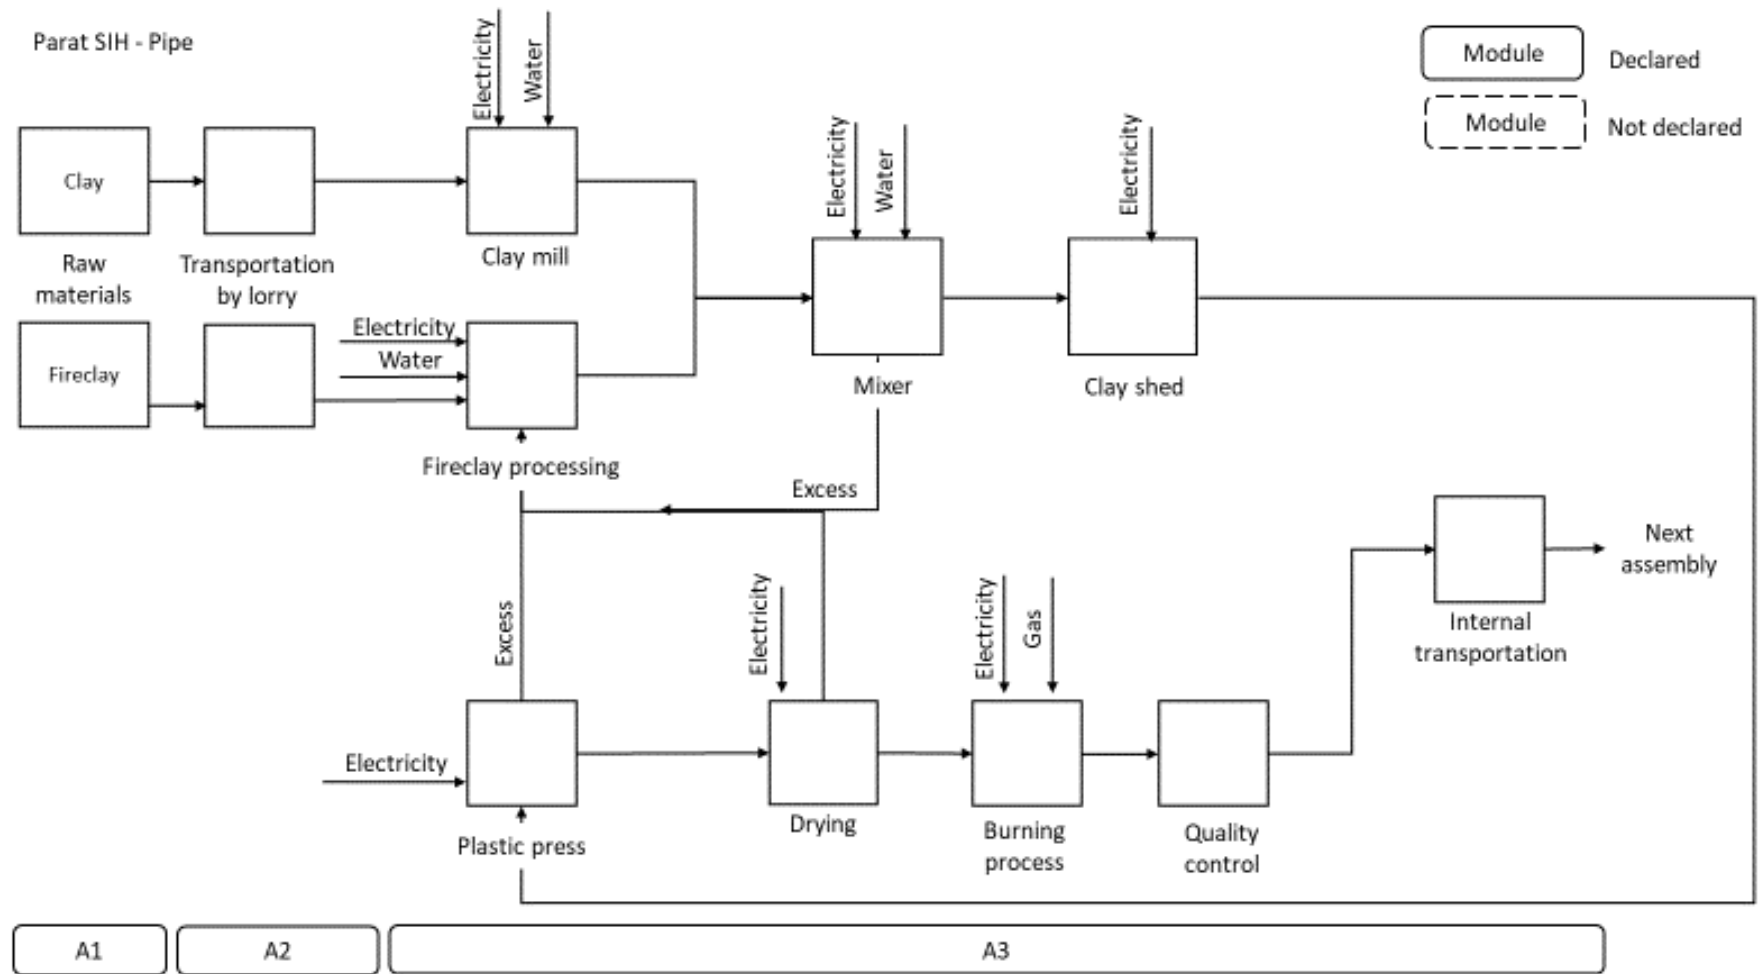 Parat SIH - Pipe
Electricity
Water
Module
Declared
Module
Not declared
Clay
Clay mill
Raw
materials
Transportation
by lorry
Electricity
Water
Electricity
Fireclay
Electricity
Water
Mixer
Clay shed
Fireclay processing
Excess
Excess
Electricity
Electricity
Gas
Next
assembly
Internal
transportation
Electricity
Plastic press
Drying
Burning
process
Quality
control
A1
A2
A3